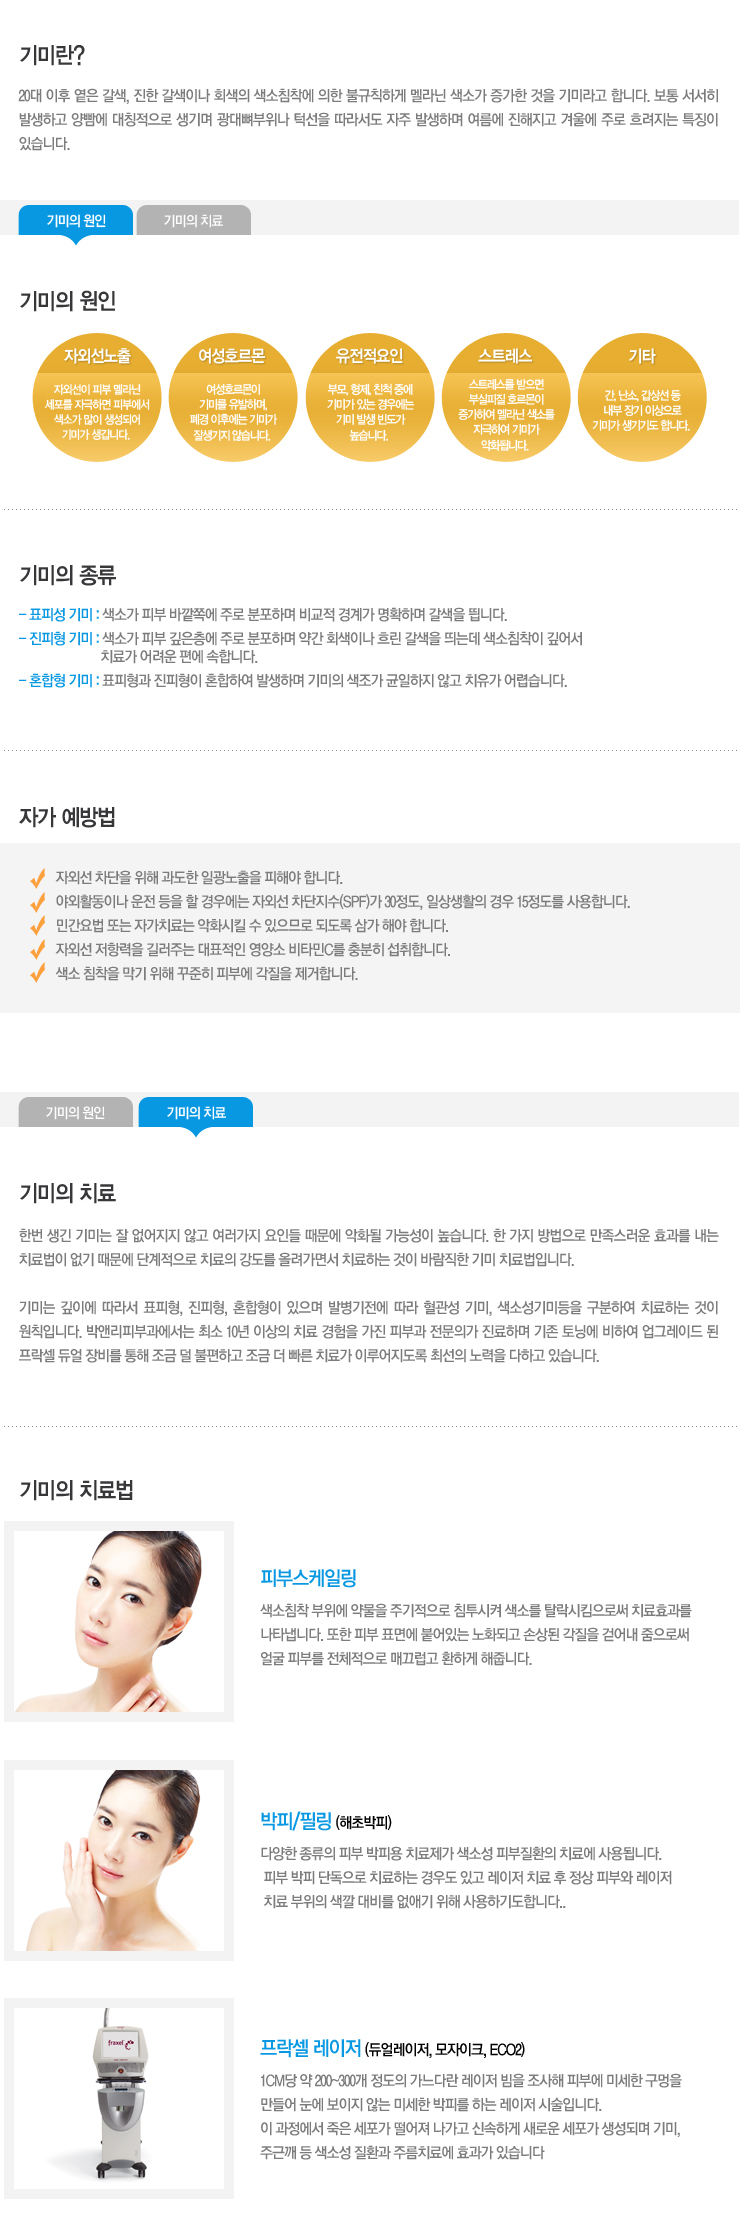 기미란?
20대 이후 옅은 갈색, 진한 갈색이나 회색의 색소침착에 의한 불규칙하게 멜라닌 색소가 증가한 것을 기미라고 합니다. 보통 서서히
발생하고 양뺨에 대칭적으로 생기며 광대뼈부위나 턱선을 따라서도 자주 발생하며 여름에 진해지고 겨울에 주로 흐려지는 특징이
있습니다.
기미의 원인 기미의 치료
기미의 원인
자외선노출
자외선이 피부 멜라닌
세포를 자극하면 피부에서
색소가 많이 생성되어
기미가 생깁니다.
여성호르몬
여성호르몬이
기미를 유발하며,
폐경 이후에는 기미가
잘생기지 않습니다.
유전적요인
부모, 형제, 친척 중에
기미가 있는 경우에는
기미 발생 빈도가
높습니다.
스트레스
스트레스를 받으면
부실피질 호르몬이
증가하여 멜라닌 색소를
자극하여 기미가
악화됩니다.
기타
간, 난소, 갑상선 등
내부 장기 이상으로
기미가 생기기도 합니다.
기미의 종류
- 표피성 기미 : 색소가 피부 바깥쪽에 주로 분포하며 비교적 경계가 명확하며 갈색을 띕니다.
- 진피형 기미 : 색소가 피부 깊은층에 주로 분포하며 약간 회색이나 흐린 갈색을 띄는데 색소침착이 깊어서
치료가 어려운 편에 속합니다.
- 혼합형 기미 : 표피형과 진피형이 혼합하여 발생하며 기미의 색조가 균일하지 않고 치유가 어렵습니다.
자가 예방법
자외선 차단을 위해 과도한 일광노출을 피해야 합니다.
야외활동이나 운전 등을 할 경우에는 자외선 차단지수(SPF)가 30정도, 일상생활의 경우 15정도를 사용합니다.
민간요법 또는 자가치료는 악화시킬 수 있으므로 되도록 삼가 해야 합니다.
자외선 저항력을 길러주는 대표적인 영양소 비타민C를 충분히 섭취합니다.
색소 침착을 막기 위해 꾸준히 피부에 각질을 제거합니다.
기미의 원인 기미의 치료
기미의 치료
한번 생긴 기미는 잘 없어지지 않고 여러가지 요인들 때문에 악화될 가능성이 높습니다. 한 가지 방법으로 만족스러운 효과를 내는
치료법이 없기 때문에 단계적으로 치료의 강도를 올려가면서 치료하는 것이 바람직한 기미 치료법입니다.
기미는 깊이에 따라서 표피형, 진피형, 혼합형이 있으며 발병기전에 따라 혈관성 기미, 색소성기미등을 구분하여 치료하는 것이
원칙입니다. 박앤리피부과에서는 최소 10년 이상의 치료 경험을 가진 피부과 전문의가 진료하며 기존 토닝에 비하여 업그레이드 된
프락셀 듀얼 장비를 통해 조금 덜 불편하고 조금 더 빠른 치료가 이루어지도록 최선의 노력을 다하고 있습니다.
기미의 치료법
피부스케일링
색소침착 부위에 약물을 주기적으로 침투시켜 색소를 탈락시킴으로써 치료효과를
나타냅니다. 또한 피부 표면에 붙어있는 노화되고 손상된 각질을 걷어내 줌으로써
얼굴 피부를 전체적으로 매끄럽고 환하게 해줍니다.
박피/필링 (해초박피)
다양한 종류의 피부 박피용 치료제가 색소성 피부질환의 치료에 사용됩니다.
피부 박피 단독으로 치료하는 경우도 있고 레이저 치료 후 정상 피부와 레이저
치료 부위의 색깔 대비를 없애기 위해 사용하기도합니다..
fraxel
프락셀 레이저 (듀얼레이저, 모자이크, ECO2)
1CM당 약 200~300개 정도의 가느다란 레이저 빔을 조사해 피부에 미세한 구멍을
만들어 눈에 보이지 않는 미세한 박피를 하는 레이저 시술입니다.
이 과정에서 죽은 세포가 떨어져 나가고 신속하게 새로운 세포가 생성되며 기미,
주근깨 등 색소성 질환과 주름치료에 효과가 있습니다